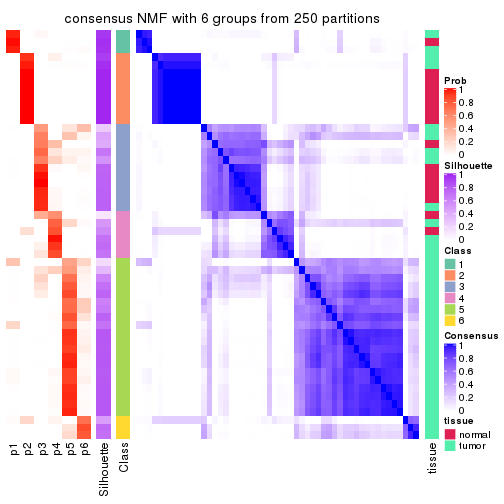 consensus NMF with 6 groups from 250 partitions
p1
p2
p3
p4
p5
p6
Silhouette
Class
tissue
Prob
1
0.8
0.6
0.4
0.2
0
Silhouette
1
0.8
0.6
0.4
0.2
0
Class
1
2
3
4
5
6
Consensus
1
0.8
0.6
0.4
0.2
0
tissue
normal
tumor